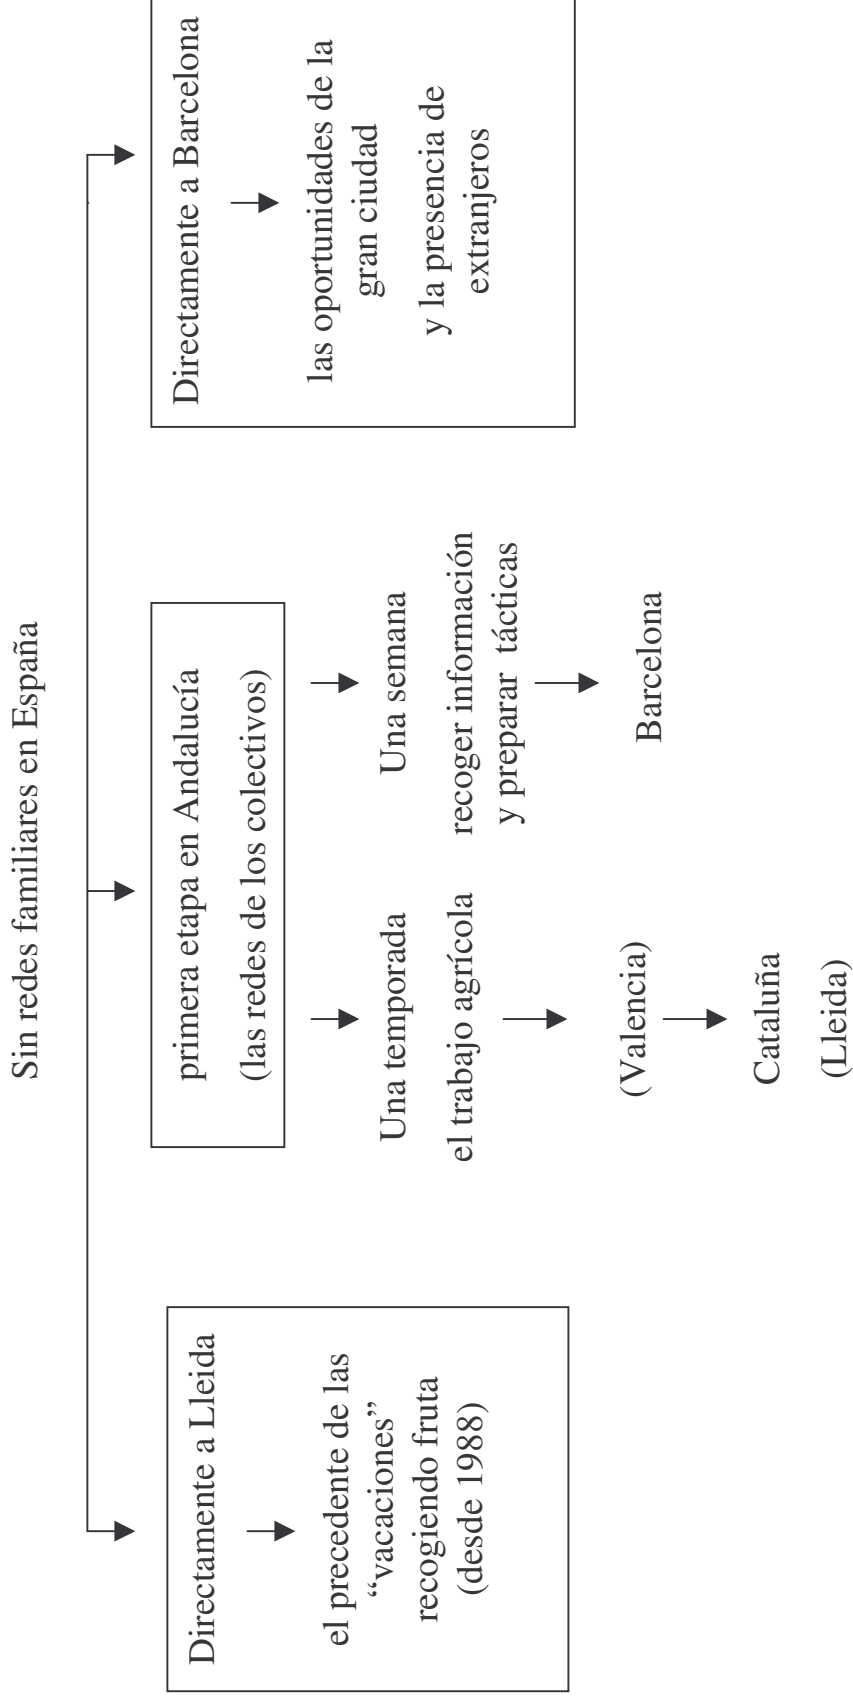 Sin redes familiares en España
Directamente a Lleida
el precedente de las
“vacaciones”
recogiendo fruta
(desde 1988)
primera etapa en Andalucía
(las redes de los colectivos)
Una temporada
el trabajo agrícola
(Valencia)
Cataluña
(Lleida)
Una semana
recoger información
y preparar tácticas
Barcelona
Directamente a Barcelona
las oportunidades de la
gran ciudad
y la presencia de
extranjeros